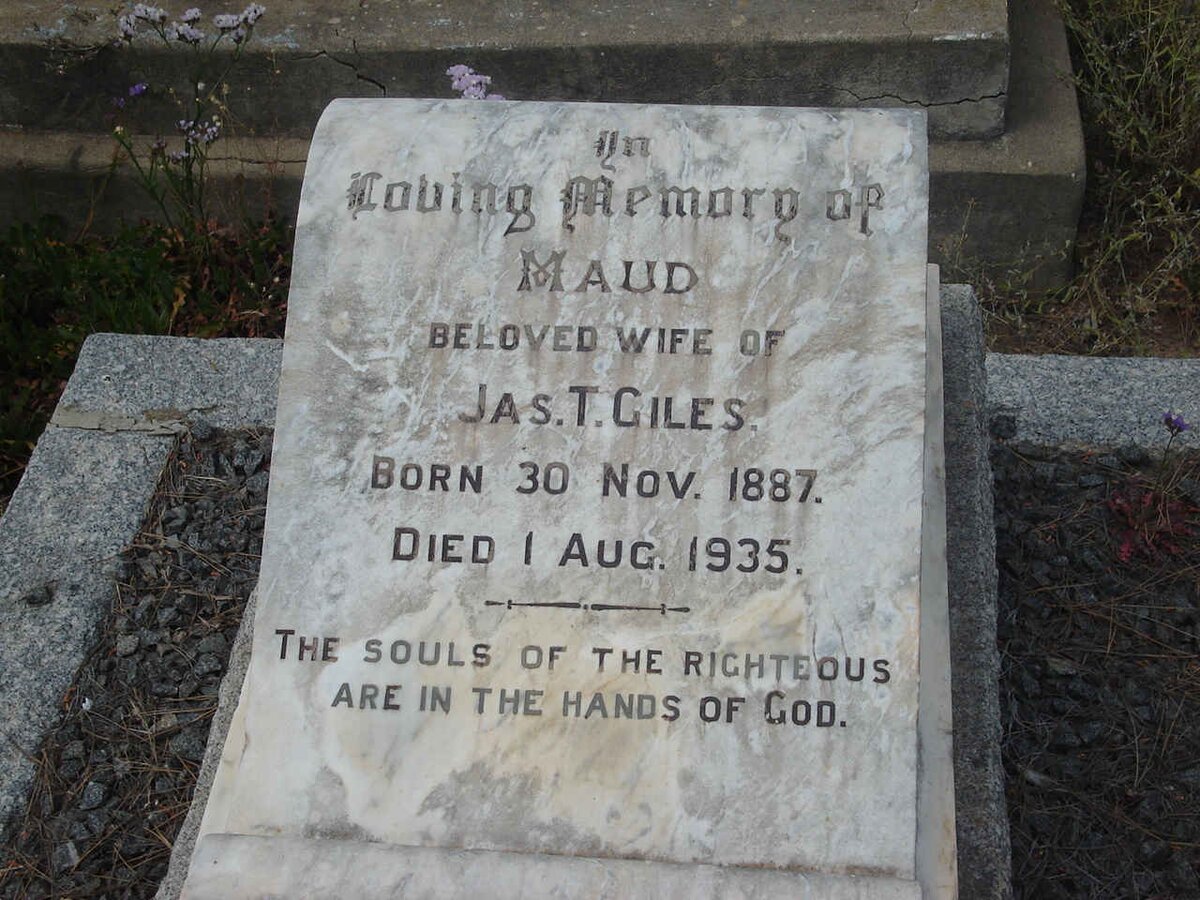 In
Loving Memory of
MAUD
BELOVED WIFE OF
JAS. T. GILES.
BORN 30 NOV. 1887.
DIED 1 AUG. 1935.
THE SOULS OF THE RIGHTEOUS
ARE IN THE HANDS OF GOD.